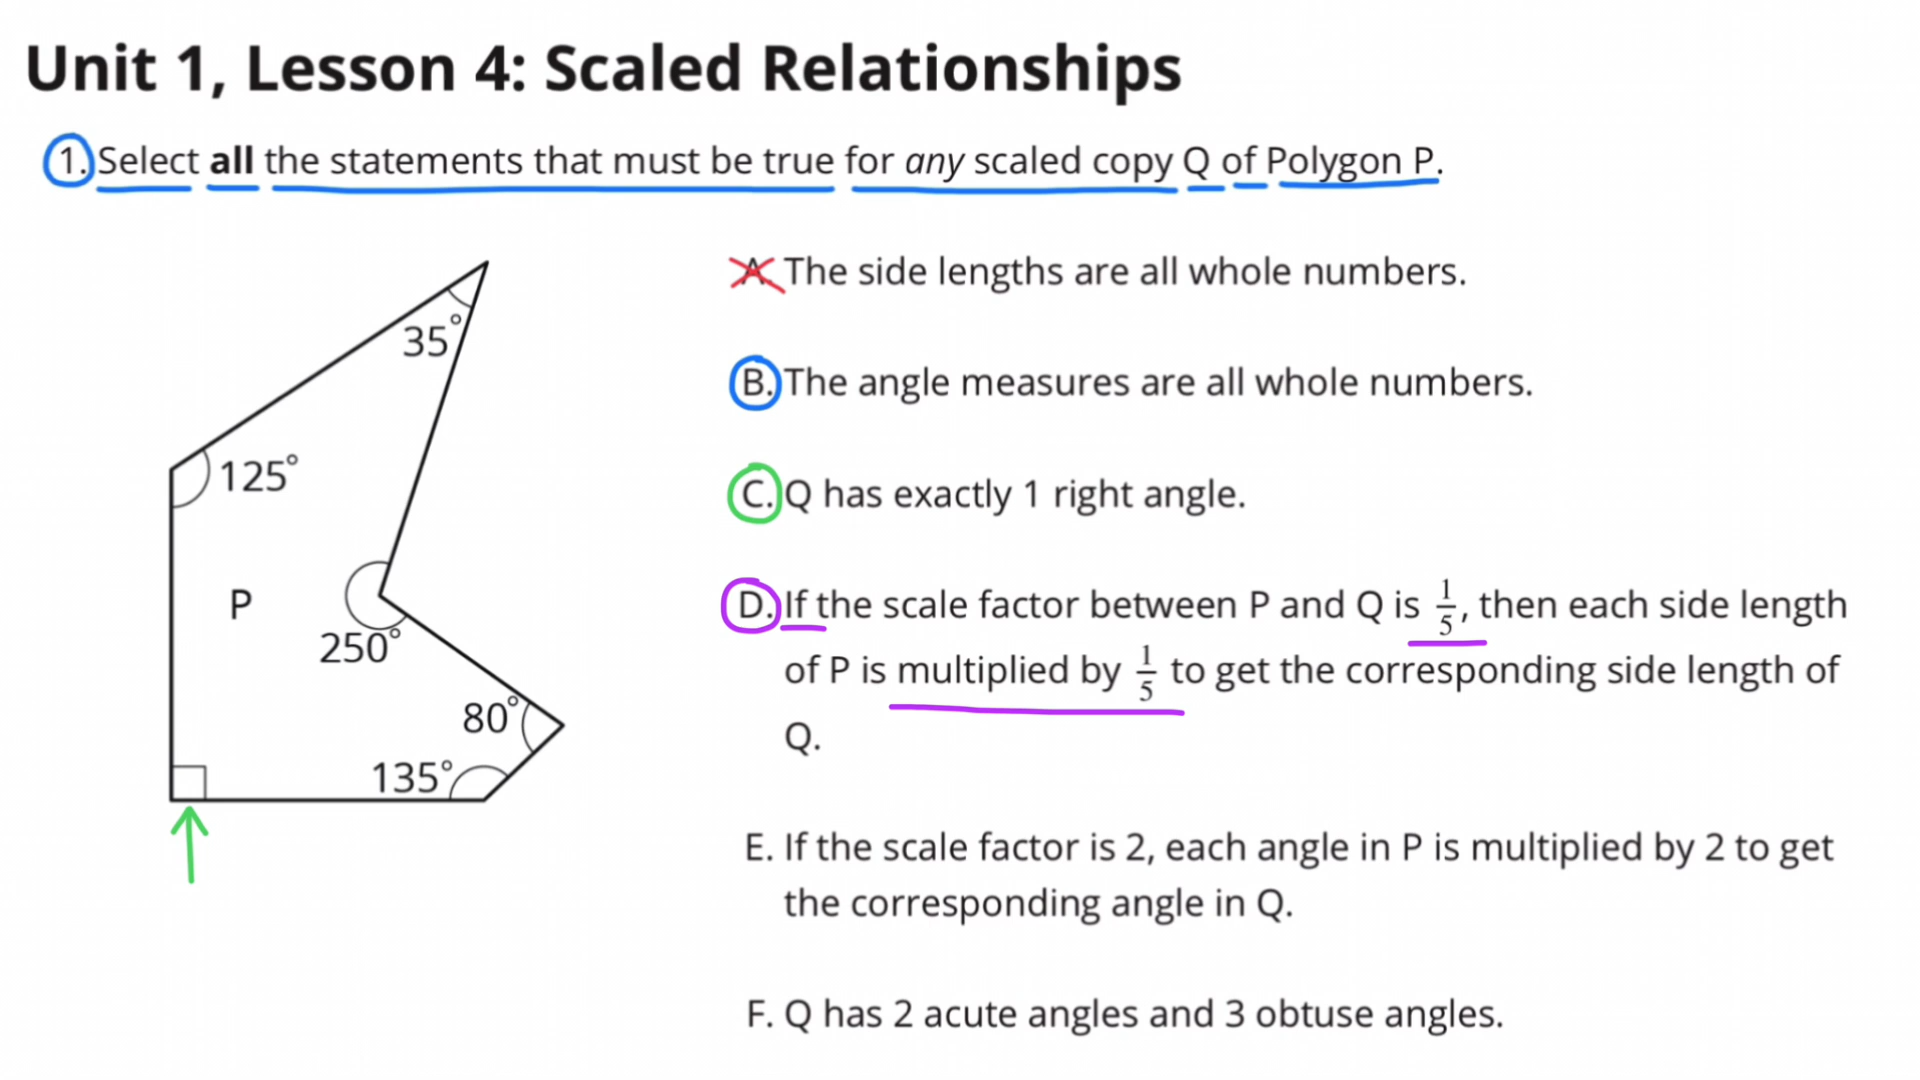 Unit 1, Lesson 4: Scaled Relationships
1. Select all the statements that must be true for any scaled copy Q of Polygon P.
35°
125°
P
250°
80°
135°
A. The side lengths are all whole numbers.
B. The angle measures are all whole numbers.
C. Q has exactly 1 right angle.
D. If the scale factor between P and Q is 1/5, then each side length
of P is multiplied by 1/5 to get the corresponding side length of
Q.
E. If the scale factor is 2, each angle in P is multiplied by 2 to get
the corresponding angle in Q.
F. Q has 2 acute angles and 3 obtuse angles.